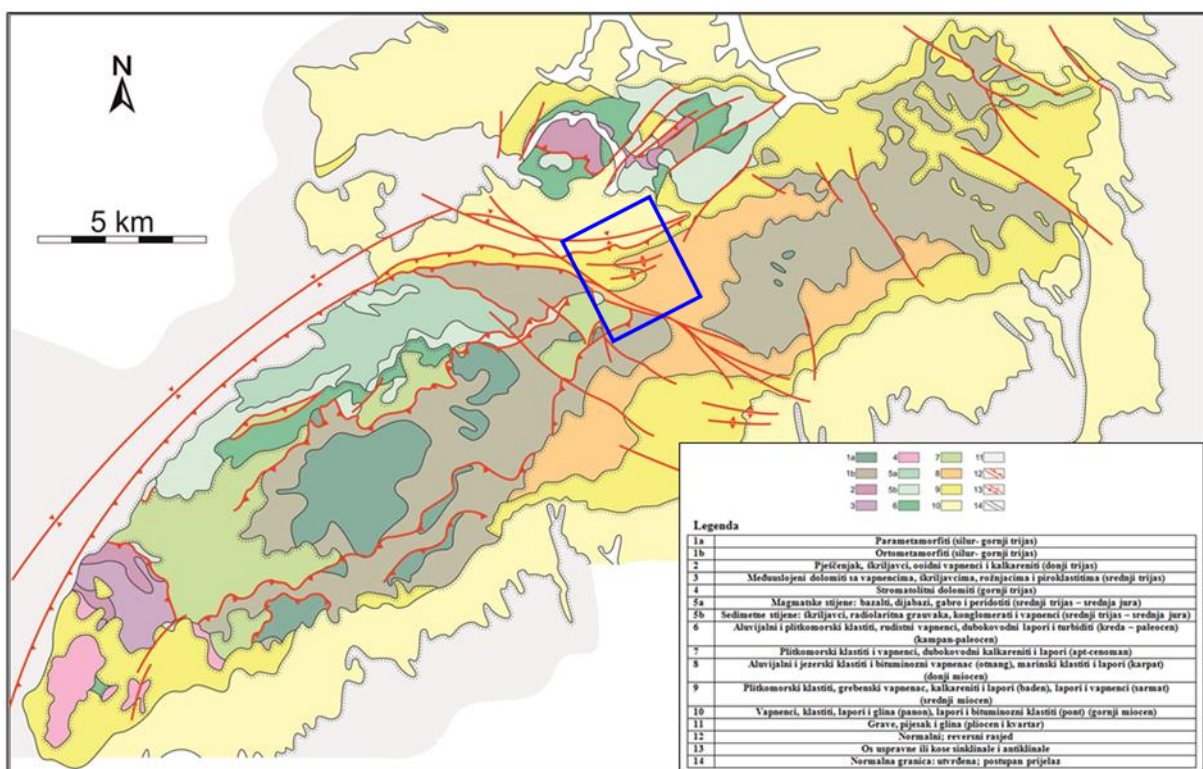 N
5 km
1a 4 7 11
1b 5a 8 12
2 5b 9 13
3 6 10 14
Legenda
1a Parametamorfiti (silur- gornji trijas)
1b Ortometamorfiti (silur- gornji trijas)
2 Pješčenjak, škriljavci, ooidni vapnenci i kalkareniti (donji trijas)
3 Međuuslojeni dolomiti sa vapnencima, škriljavcima, rožnjacima i piroklastitima (srednji trijas)
4 Stromatolitni dolomiti (gornji trijas)
5a Magmatske stijene: bazalti, dijabazi, gabro i peridotiti (srednji trijas – srednja jura)
5b Sedimetne stijene: škriljavci, radiolaritna grauvaka, konglomerati i vapnenci (srednji trijas – srednja jura)
6 Aluvijalni i plitkomorski klastiti, rudistni vapnenci, dubokovodni lapori i turbiditi (kreda – paleocen)
(kampan-paleocen)
7 Plitkomorski klastiti i vapnenci, dubokovodni kalkareniti i lapori (apt-cenoman)
8 Aluvijalni i jezerski klastiti i bituminozni vapnenac (otnang), marinski klastiti i lapori (karpat)
(donji miocen)
9 Plitkomorski klastiti, grebenski vapnenac, kalkareniti i lapori (baden), lapori i vapnenci (sarmat)
(srednji miocen)
10 Vapnenci, klastiti, lapori i glina (panon), lapori i bituminozni klastiti (pont) (gornji miocen)
11 Grave, pijesak i glina (pliocen i kvartar)
12 Normalni; reversni rasjed
13 Os uspravne ili kose sinklinale i antiklinale
14 Normalna granica: utvrđena; postupan prijelaz